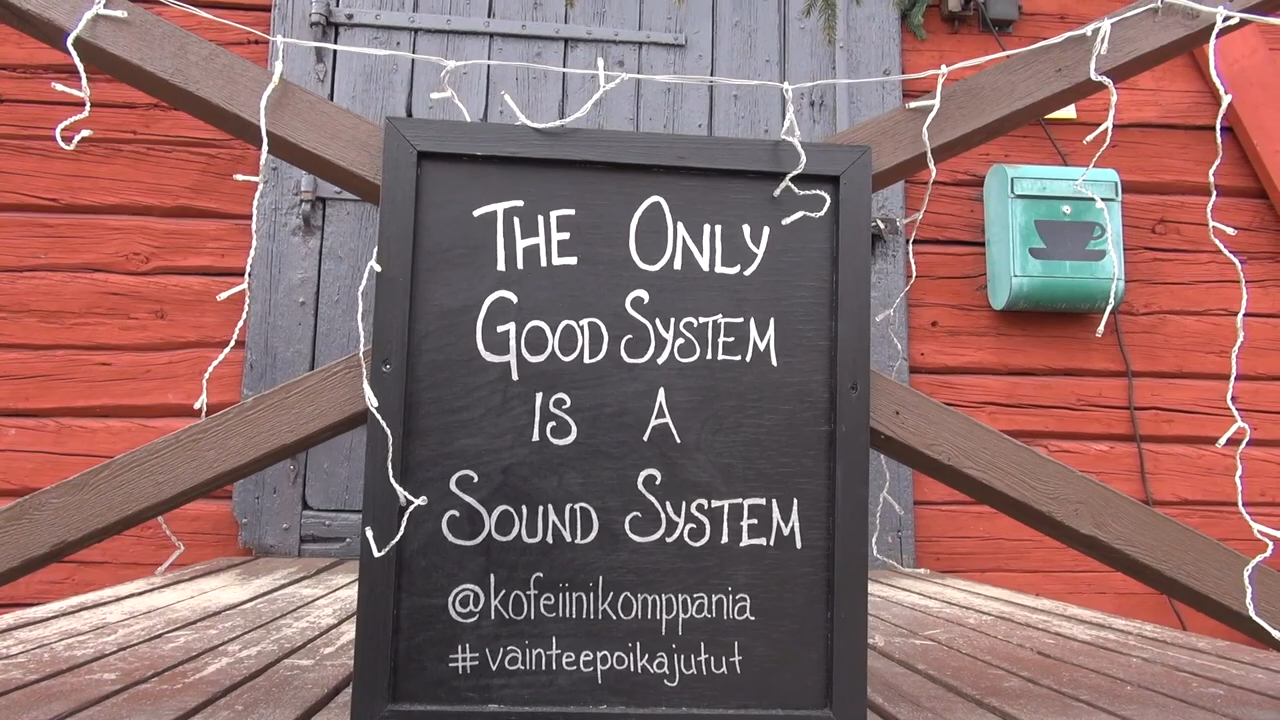 THE ONLY
GOOD SYSTEM
IS A
SOUND SYSTEM
@kofeiinikomppania
#vainteepoikajutut